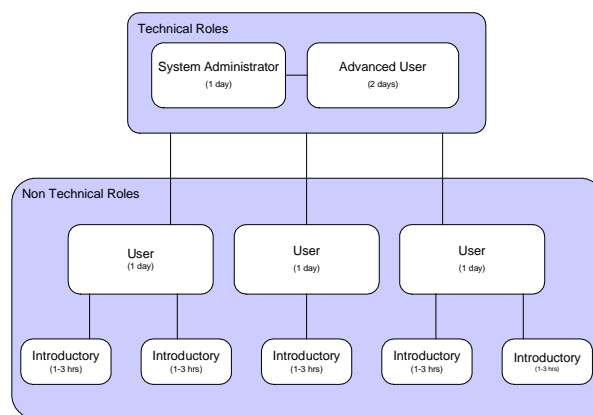 Technical Roles
System Administrator
(1 day)
Advanced User
(2 days)
Non Technical Roles
User
(1 day)
User
(1 day)
User
(1 day)
Introductory
(1-3 hrs)
Introductory
(1-3 hrs)
Introductory
(1-3 hrs)
Introductory
(1-3 hrs)
Introductory
(1-3 hrs)